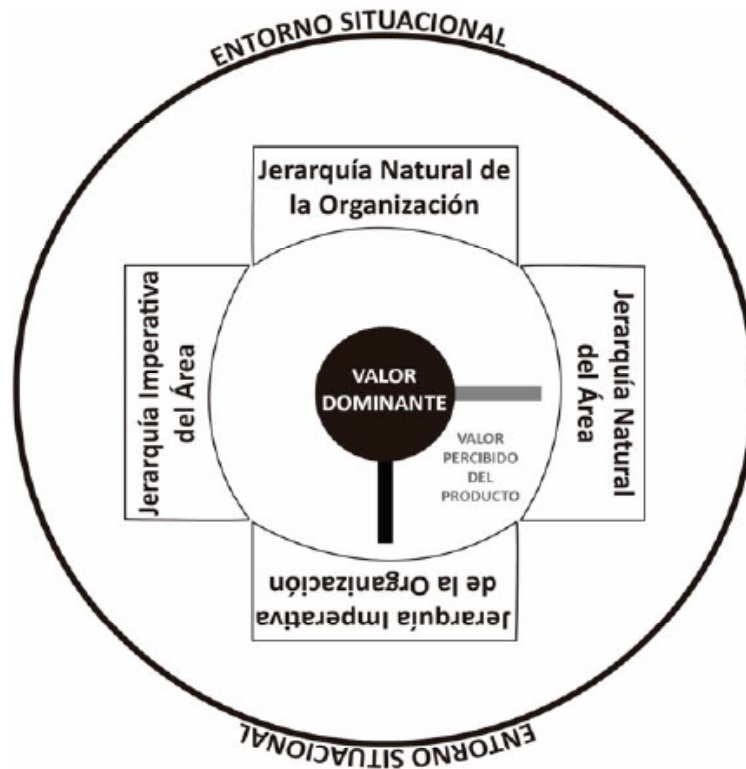 ENTORNO SITUACIONAL
Jerarquía Natural de
la Organización
Jerarquía Imperativa
del Área
VALOR
DOMINANTE
VALOR
PERCIBIDO
DEL
PRODUCTO
Jerarquía Natural
del Área
Jerarquía Imperativa
de la Organización
ENTORNO SITUACIONAL